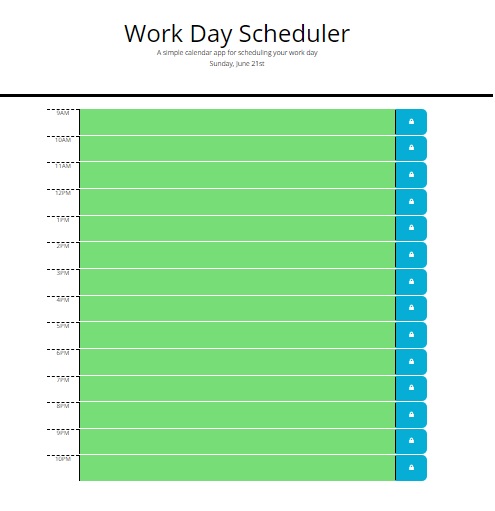 Work Day Scheduler
A simple calendar app for scheduling your work day
Sunday, June 21st
9AM
10AM
11AM
12PM
1PM
2PM
3PM
4PM
5PM
6PM
7PM
8PM
9PM
10PM